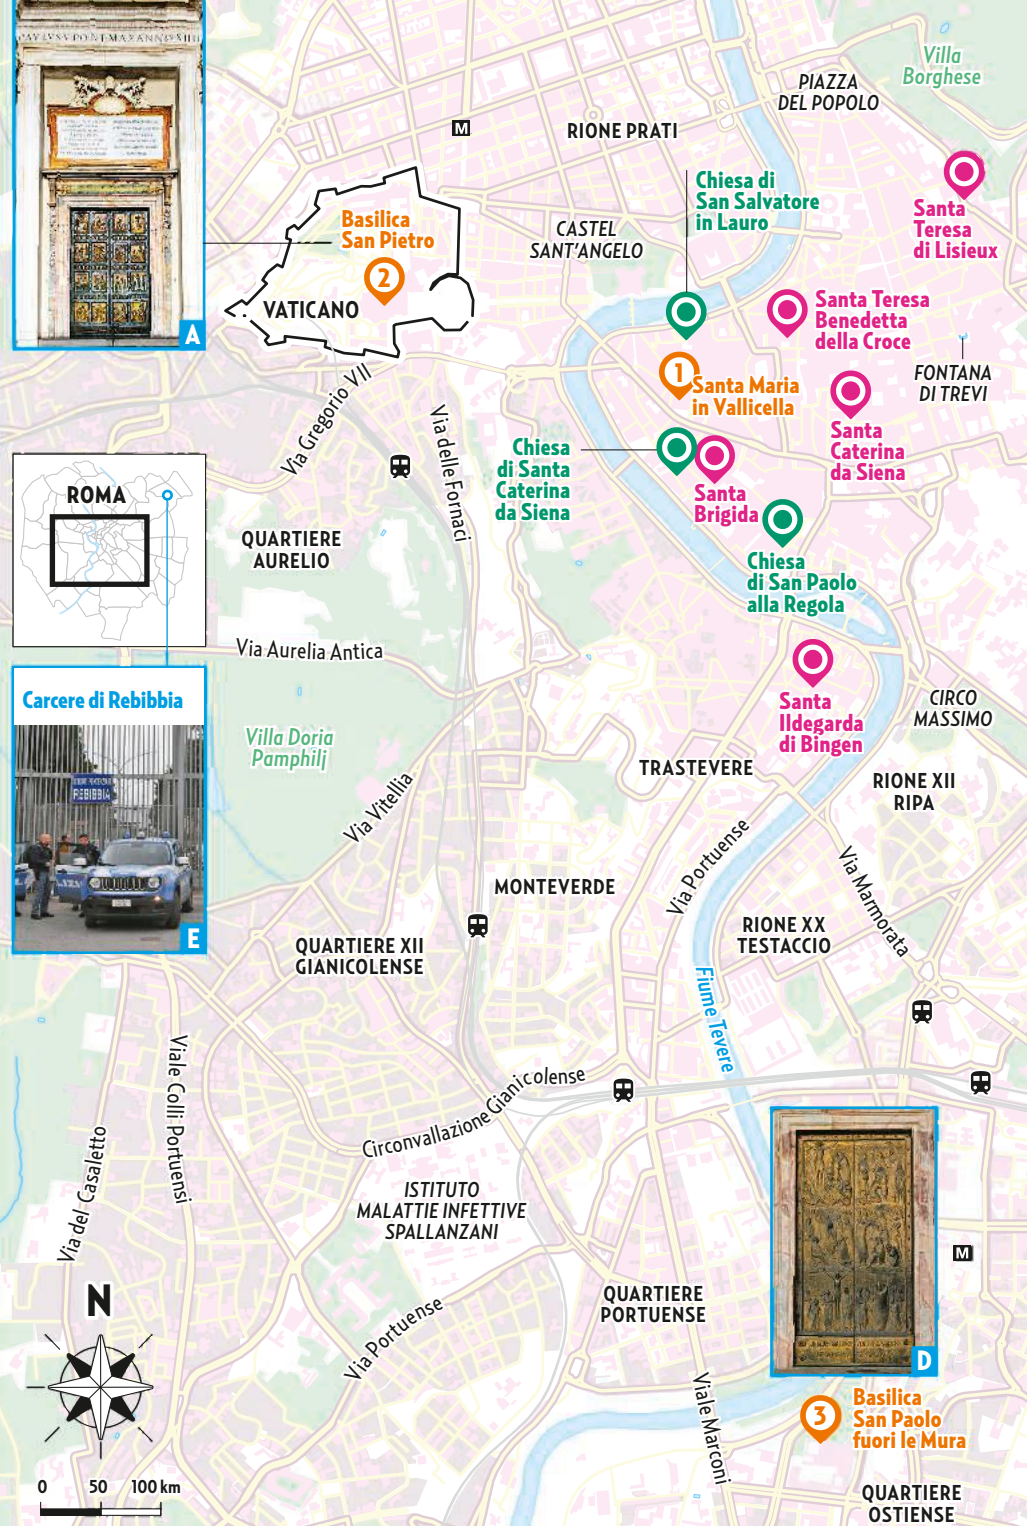 PAVLVS V PONT MAX ANNO XIII
A
M
RIONE PRATI
PIAZZA
DEL POPOLO
Villa
Borghese
Basilica
San Pietro
2
VATICANO
CASTEL
SANT'ANGELO
Chiesa di
San Salvatore
in Lauro
Santa
Teresa
di Lisieux
Santa Teresa
Benedetta
della Croce
FONTANA
DI TREVI
1
Santa Maria
in Vallicella
Santa
Caterina
da Siena
Chiesa
di Santa
Caterina
da Siena
Santa
Brigida
Chiesa
di San Paolo
alla Regola
Via Gregorio VII
Via delle Fornaci
ROMA
QUARTIERE
AURELIO
Via Aurelia Antica
Carcere di Rebibbia
REBIBBIA
E
Villa Doria
Pamphilj
Via Vitellia
Santa
Ildegarda
di Bingen
CIRCO
MASSIMO
TRASTEVERE
RIONE XII
RIPA
Via Portuense
Via Marmorata
MONTEVERDE
RIONE XX
TESTACCIO
QUARTIERE XII
GIANICOLENSE
Fiume Tevere
Viale Colli Portuensi
Circonvallazione Gianicolense
Via del Casaletto
ISTITUTO
MALATTIE INFETTIVE
SPALLANZANI
M
QUARTIERE
PORTUENSE
Via Portuense
D
N
Viale Marconi
3
Basilica
San Paolo
fuori le Mura
0 50 100 km
QUARTIERE
OSTIENSE